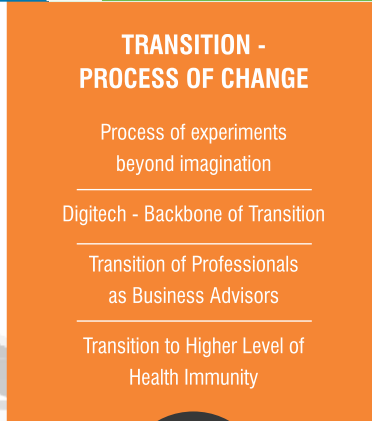 TRANSITION -
PROCESS OF CHANGE
Process of experiments
beyond imagination
Digitech - Backbone of Transition
Transition of Professionals
as Business Advisors
Transition to Higher Level of
Health Immunity